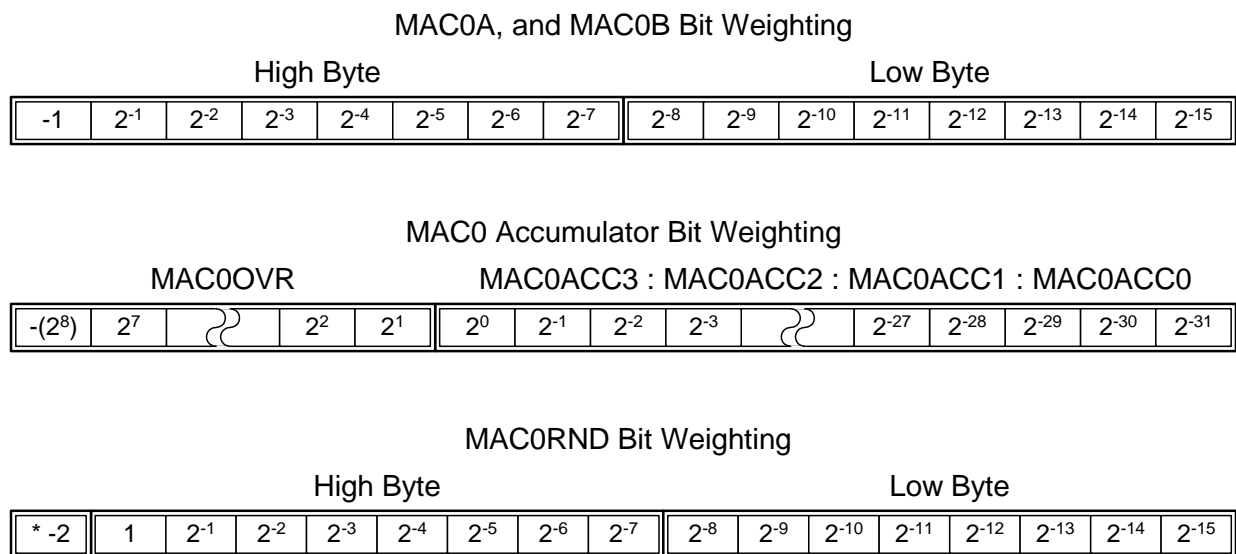 MAC0A, and MAC0B Bit Weighting
High Byte Low Byte
-1 2⁻¹ 2⁻² 2⁻³ 2⁻⁴ 2⁻⁵ 2⁻⁶ 2⁻⁷ 2⁻⁸ 2⁻⁹ 2⁻¹⁰ 2⁻¹¹ 2⁻¹² 2⁻¹³ 2⁻¹⁴ 2⁻¹⁵
MAC0 Accumulator Bit Weighting
MAC0OVR MAC0ACC3 : MAC0ACC2 : MAC0ACC1 : MAC0ACC0
-(2⁸) 2⁷ 2² 2¹ 2⁰ 2⁻¹ 2⁻² 2⁻³ 2⁻²⁷ 2⁻²⁸ 2⁻²⁹ 2⁻³⁰ 2⁻³¹
MAC0RND Bit Weighting
High Byte Low Byte
* -2 1 2⁻¹ 2⁻² 2⁻³ 2⁻⁴ 2⁻⁵ 2⁻⁶ 2⁻⁷ 2⁻⁸ 2⁻⁹ 2⁻¹⁰ 2⁻¹¹ 2⁻¹² 2⁻¹³ 2⁻¹⁴ 2⁻¹⁵